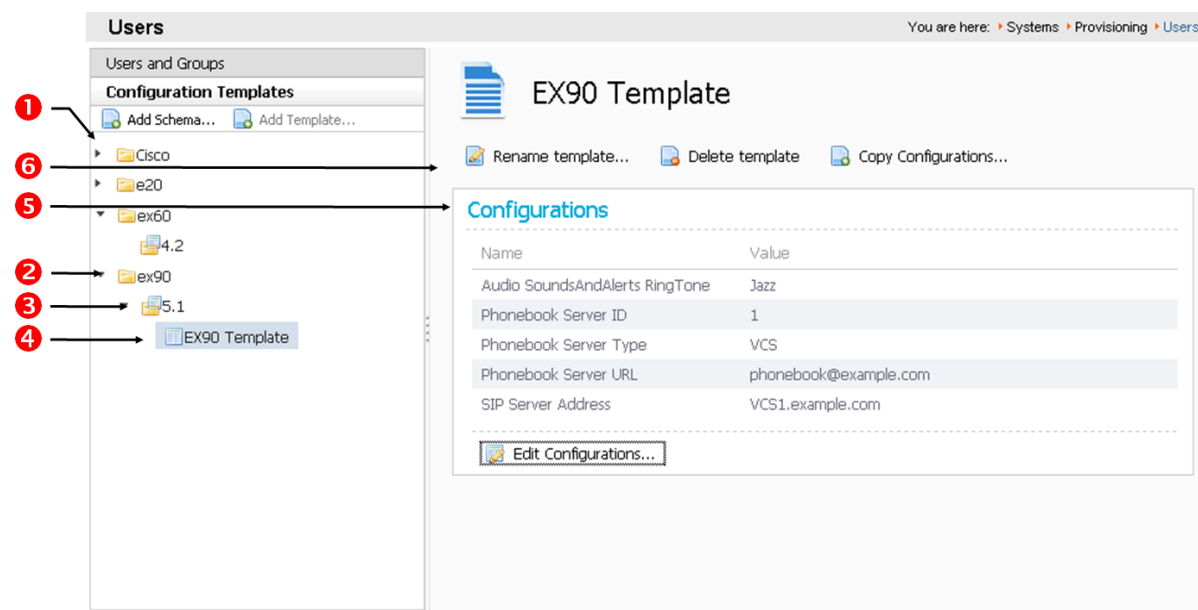 Users
You are here: Systems Provisioning Users
Users and Groups
Configuration Templates
Add Schema... Add Template...
1
Cisco
e20
ex60
4.2
2 ex90
3 5.1
4 EX90 Template
EX90 Template
6 Rename template... Delete template Copy Configurations...
5 Configurations
Name Value
Audio SoundsAndAlerts RingTone Jazz
Phonebook Server ID 1
Phonebook Server Type VCS
Phonebook Server URL phonebook@example.com
SIP Server Address VCS1.example.com
Edit Configurations...